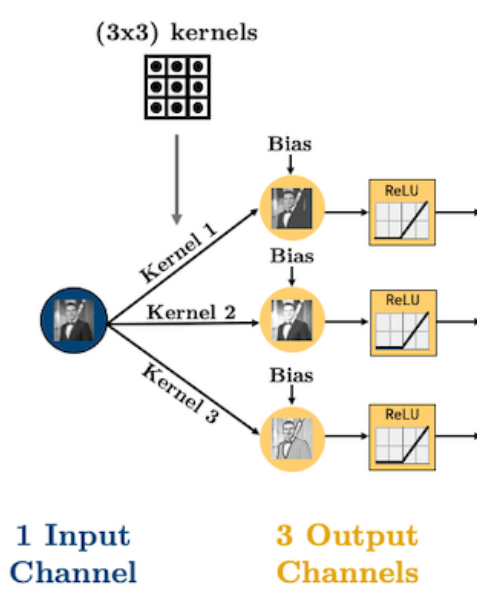 (3x3) kernels
Bias
ReLU
Kernel 1
Bias
ReLU
Kernel 2
Bias
Kernel 3
ReLU
1 Input
Channel
3 Output
Channels